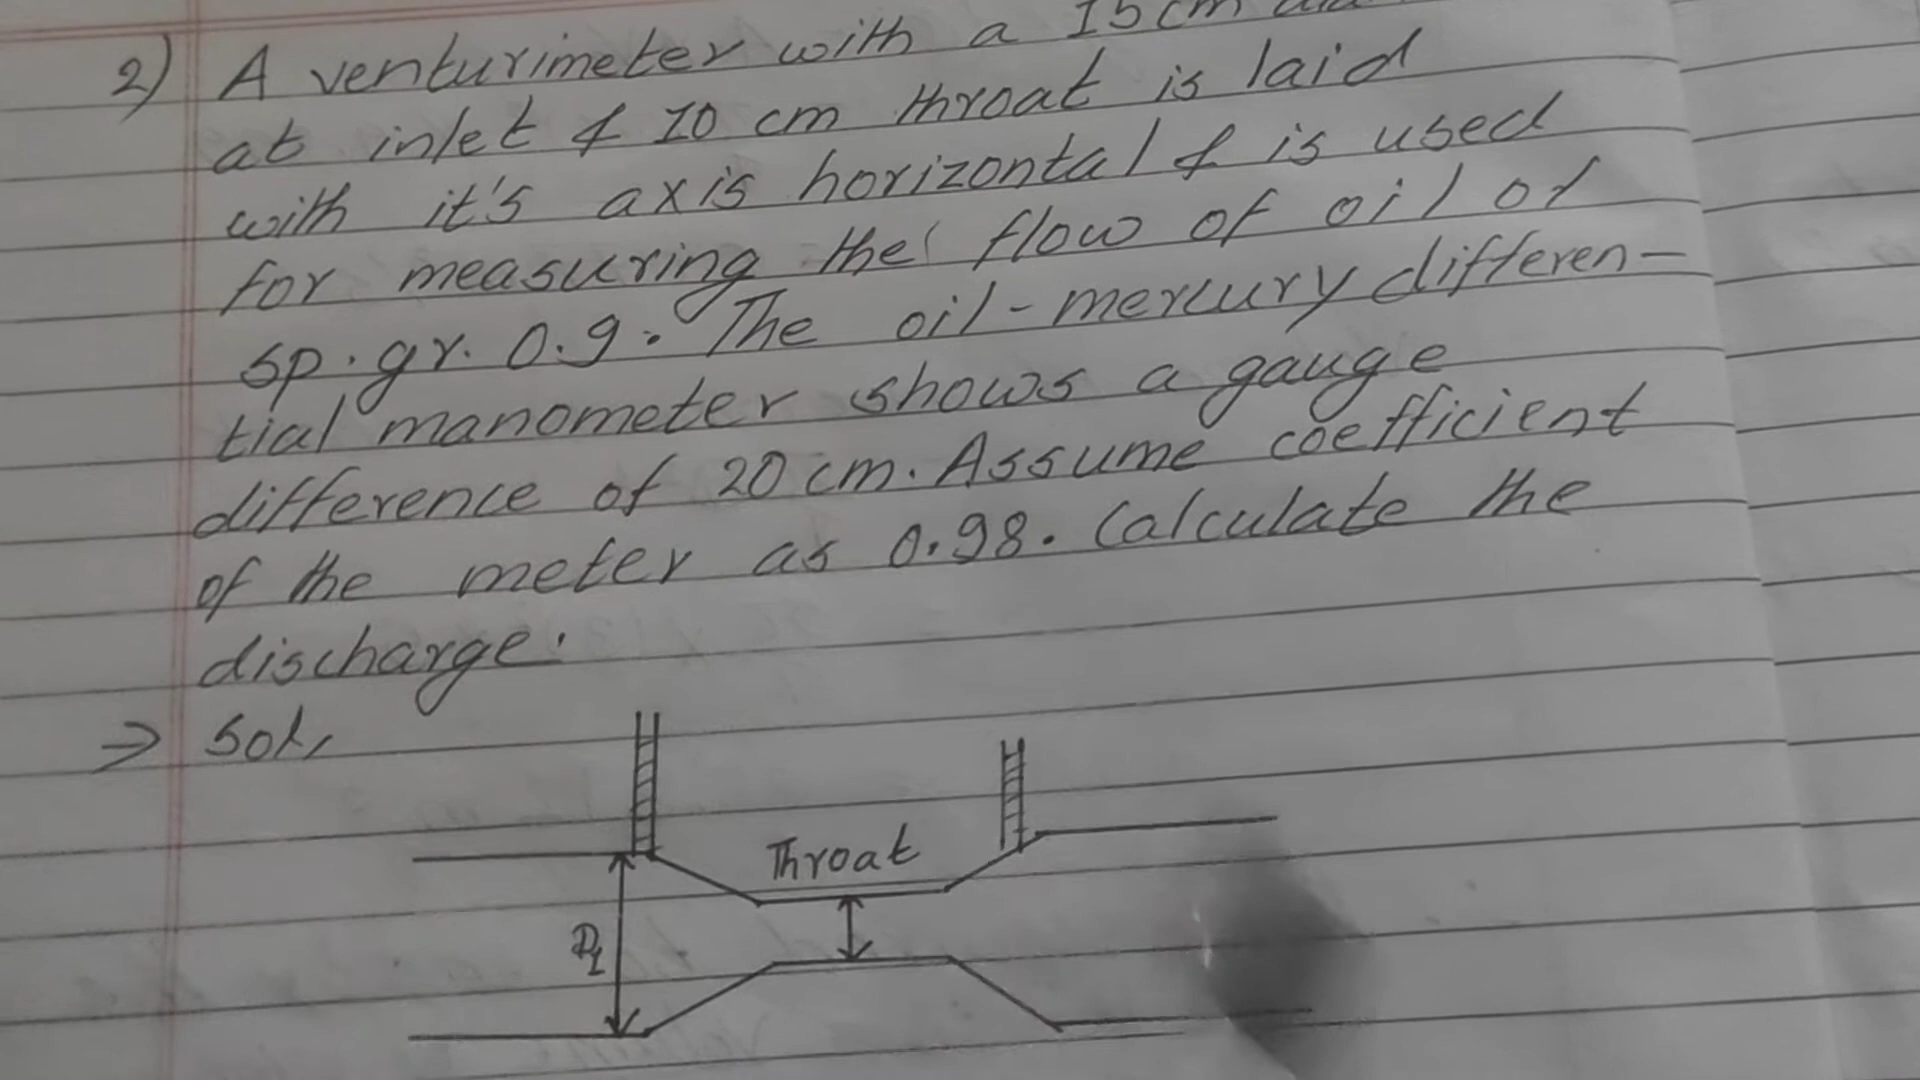 2) A venturimeter with a 15 cm dia
at inlet & 10 cm throat is laid
with it's axis horizontal & is used
for measuring the flow of oil of
sp. gr. 0.9. The oil-mercury differen-
tial manometer shows a gauge
difference of 20 cm. Assume coefficient
of the meter as 0.98. Calculate the
discharge.
⇒ Sol,
Throat
D1